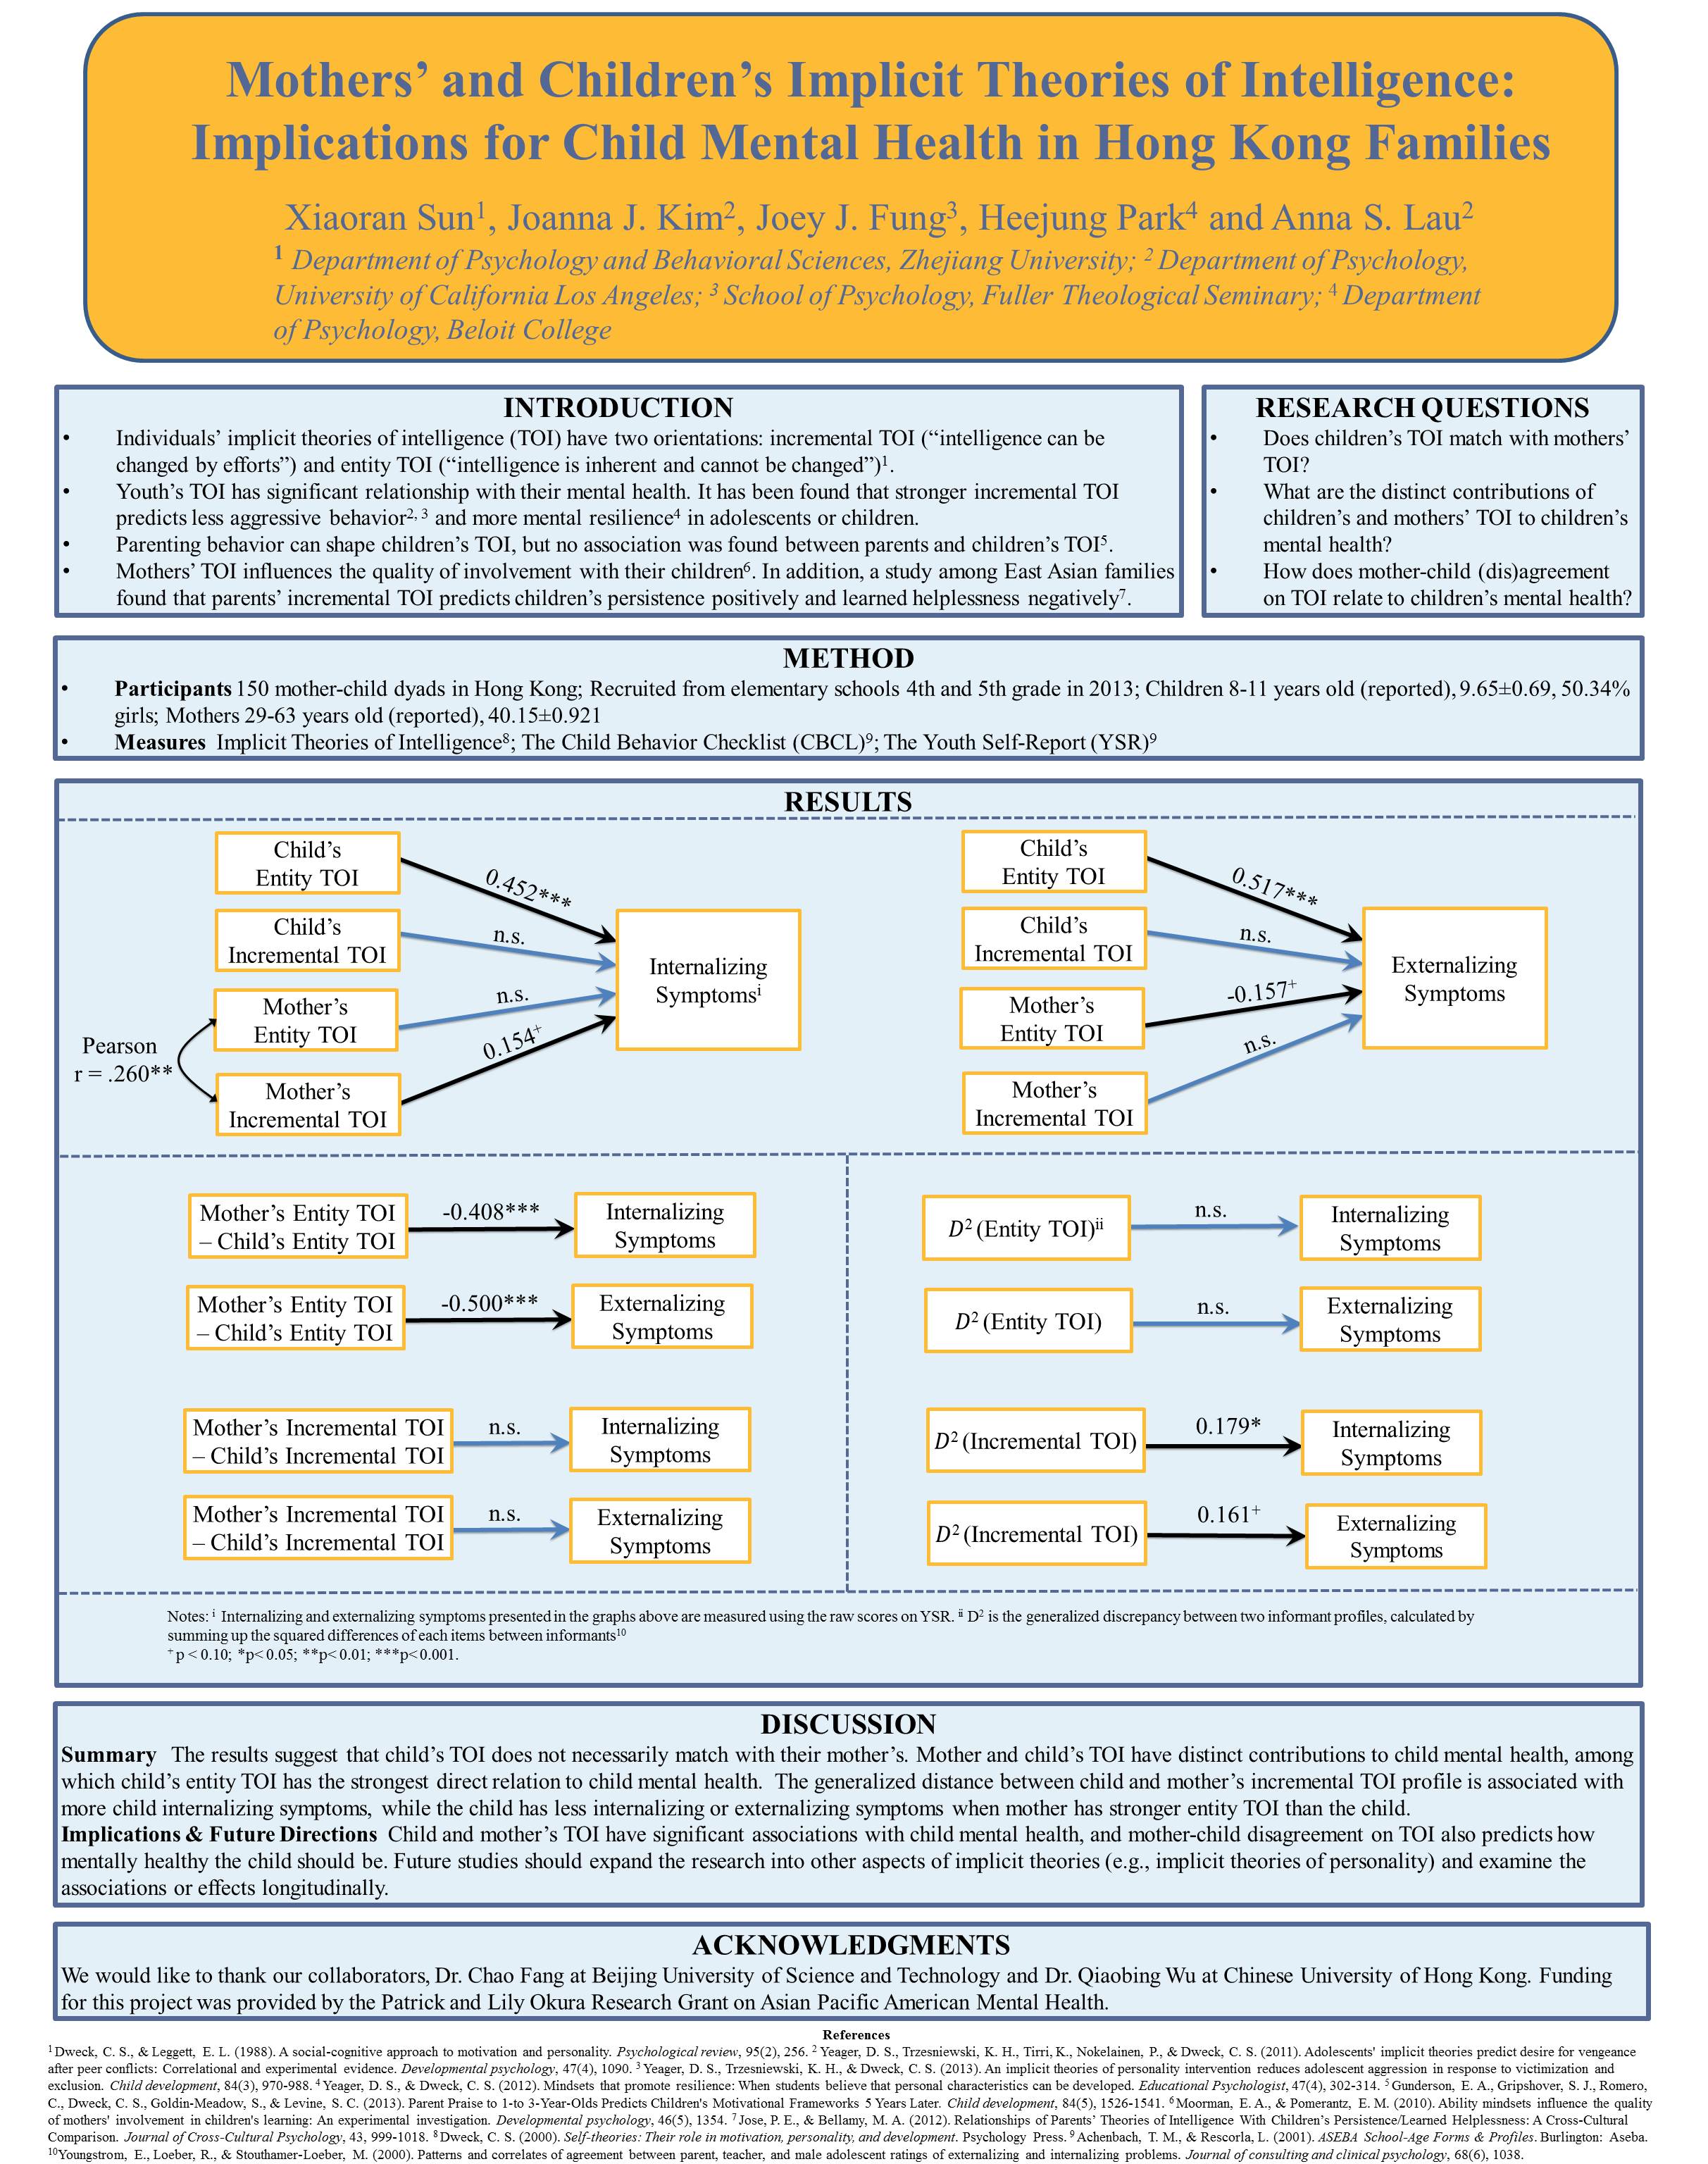 Mothers’ and Children’s Implicit Theories of Intelligence:
Implications for Child Mental Health in Hong Kong Families
Xiaoran Sun¹, Joanna J. Kim², Joey J. Fung³, Heejung Park⁴ and Anna S. Lau²
¹ Department of Psychology and Behavioral Sciences, Zhejiang University; ² Department of Psychology,
University of California Los Angeles; ³ School of Psychology, Fuller Theological Seminary; ⁴ Department
of Psychology, Beloit College
INTRODUCTION
• Individuals’ implicit theories of intelligence (TOI) have two orientations: incremental TOI (“intelligence can be
changed by efforts”) and entity TOI (“intelligence is inherent and cannot be changed”)¹.
• Youth’s TOI has significant relationship with their mental health. It has been found that stronger incremental TOI
predicts less aggressive behavior²,³ and more mental resilience⁴ in adolescents or children.
• Parenting behavior can shape children’s TOI, but no association was found between parents and children’s TOI⁵.
• Mothers’ TOI influences the quality of involvement with their children⁶. In addition, a study among East Asian families
found that parents’ incremental TOI predicts children’s persistence positively and learned helplessness negatively⁷.
RESEARCH QUESTIONS
• Does children’s TOI match with mothers’
TOI?
• What are the distinct contributions of
children’s and mothers’ TOI to children’s
mental health?
• How does mother-child (dis)agreement
on TOI relate to children’s mental health?
METHOD
• Participants 150 mother-child dyads in Hong Kong; Recruited from elementary schools 4th and 5th grade in 2013; Children 8-11 years old (reported), 9.65±0.69, 50.34%
girls; Mothers 29-63 years old (reported), 40.15±0.921
• Measures Implicit Theories of Intelligence⁸; The Child Behavior Checklist (CBCL)⁹; The Youth Self-Report (YSR)⁹
RESULTS
Child’s
Entity TOI
0.452***
Child’s
Incremental TOI
n.s.
Mother’s
Entity TOI
n.s.
Mother’s
Incremental TOI
0.154⁺
Pearson
r = .260**
Internalizing
Symptomsⁱ
Child’s
Entity TOI
0.517***
Child’s
Incremental TOI
n.s.
Mother’s
Entity TOI
-0.157⁺
Mother’s
Incremental TOI
n.s.
Externalizing
Symptoms
Mother’s Entity TOI
– Child’s Entity TOI
-0.408***
Internalizing
Symptoms
Mother’s Entity TOI
– Child’s Entity TOI
-0.500***
Externalizing
Symptoms
Mother’s Incremental TOI
– Child’s Incremental TOI
n.s.
Internalizing
Symptoms
Mother’s Incremental TOI
– Child’s Incremental TOI
n.s.
Externalizing
Symptoms
D² (Entity TOI)ⁱⁱ
n.s.
Internalizing
Symptoms
D² (Entity TOI)
n.s.
Externalizing
Symptoms
D² (Incremental TOI)
0.179*
Internalizing
Symptoms
D² (Incremental TOI)
0.161⁺
Externalizing
Symptoms
Notes: ⁱ Internalizing and externalizing symptoms presented in the graphs above are measured using the raw scores on YSR. ⁱⁱ D² is the generalized discrepancy between two informant profiles, calculated by
summing up the squared differences of each items between informants¹⁰
⁺ p < 0.10; *p< 0.05; **p< 0.01; ***p< 0.001.
DISCUSSION
Summary The results suggest that child’s TOI does not necessarily match with their mother’s. Mother and child’s TOI have distinct contributions to child mental health, among
which child’s entity TOI has the strongest direct relation to child mental health. The generalized distance between child and mother’s incremental TOI profile is associated with
more child internalizing symptoms, while the child has less internalizing or externalizing symptoms when mother has stronger entity TOI than the child.
Implications & Future Directions Child and mother’s TOI have significant associations with child mental health, and mother-child disagreement on TOI also predicts how
mentally healthy the child should be. Future studies should expand the research into other aspects of implicit theories (e.g., implicit theories of personality) and examine the
associations or effects longitudinally.
ACKNOWLEDGMENTS
We would like to thank our collaborators, Dr. Chao Fang at Beijing University of Science and Technology and Dr. Qiaobing Wu at Chinese University of Hong Kong. Funding
for this project was provided by the Patrick and Lily Okura Research Grant on Asian Pacific American Mental Health.
References
¹ Dweck, C. S., & Leggett, E. L. (1988). A social-cognitive approach to motivation and personality. Psychological review, 95(2), 256. ² Yeager, D. S., Trzesniewski, K. H., Tirri, K., Nokelainen, P., & Dweck, C. S. (2011). Adolescents' implicit theories predict desire for vengeance
after peer conflicts: Correlational and experimental evidence. Developmental psychology, 47(4), 1090. ³ Yeager, D. S., Trzesniewski, K. H., & Dweck, C. S. (2013). An implicit theories of personality intervention reduces adolescent aggression in response to victimization and
exclusion. Child development, 84(3), 970-988. ⁴ Yeager, D. S., & Dweck, C. S. (2012). Mindsets that promote resilience: When students believe that personal characteristics can be developed. Educational Psychologist, 47(4), 302-314. ⁵ Gunderson, E. A., Gripshover, S. J., Romero,
C., Dweck, C. S., Goldin-Meadow, S., & Levine, S. C. (2013). Parent Praise to 1-to 3-Year-Olds Predicts Children's Motivational Frameworks 5 Years Later. Child development, 84(5), 1526-1541. ⁶ Moorman, E. A., & Pomerantz, E. M. (2010). Ability mindsets influence the quality
of mothers' involvement in children's learning: An experimental investigation. Developmental psychology, 46(5), 1354. ⁷ Jose, P. E., & Bellamy, M. A. (2012). Relationships of Parents’ Theories of Intelligence With Children’s Persistence/Learned Helplessness: A Cross-Cultural
Comparison. Journal of Cross-Cultural Psychology, 43, 999-1018. ⁸ Dweck, C. S. (2000). Self-theories: Their role in motivation, personality, and development. Psychology Press. ⁹ Achenbach, T. M., & Rescorla, L. (2001). ASEBA School-Age Forms & Profiles. Burlington: Aseba.
¹⁰Youngstrom, E., Loeber, R., & Stouthamer-Loeber, M. (2000). Patterns and correlates of agreement between parent, teacher, and male adolescent ratings of externalizing and internalizing problems. Journal of consulting and clinical psychology, 68(6), 1038.